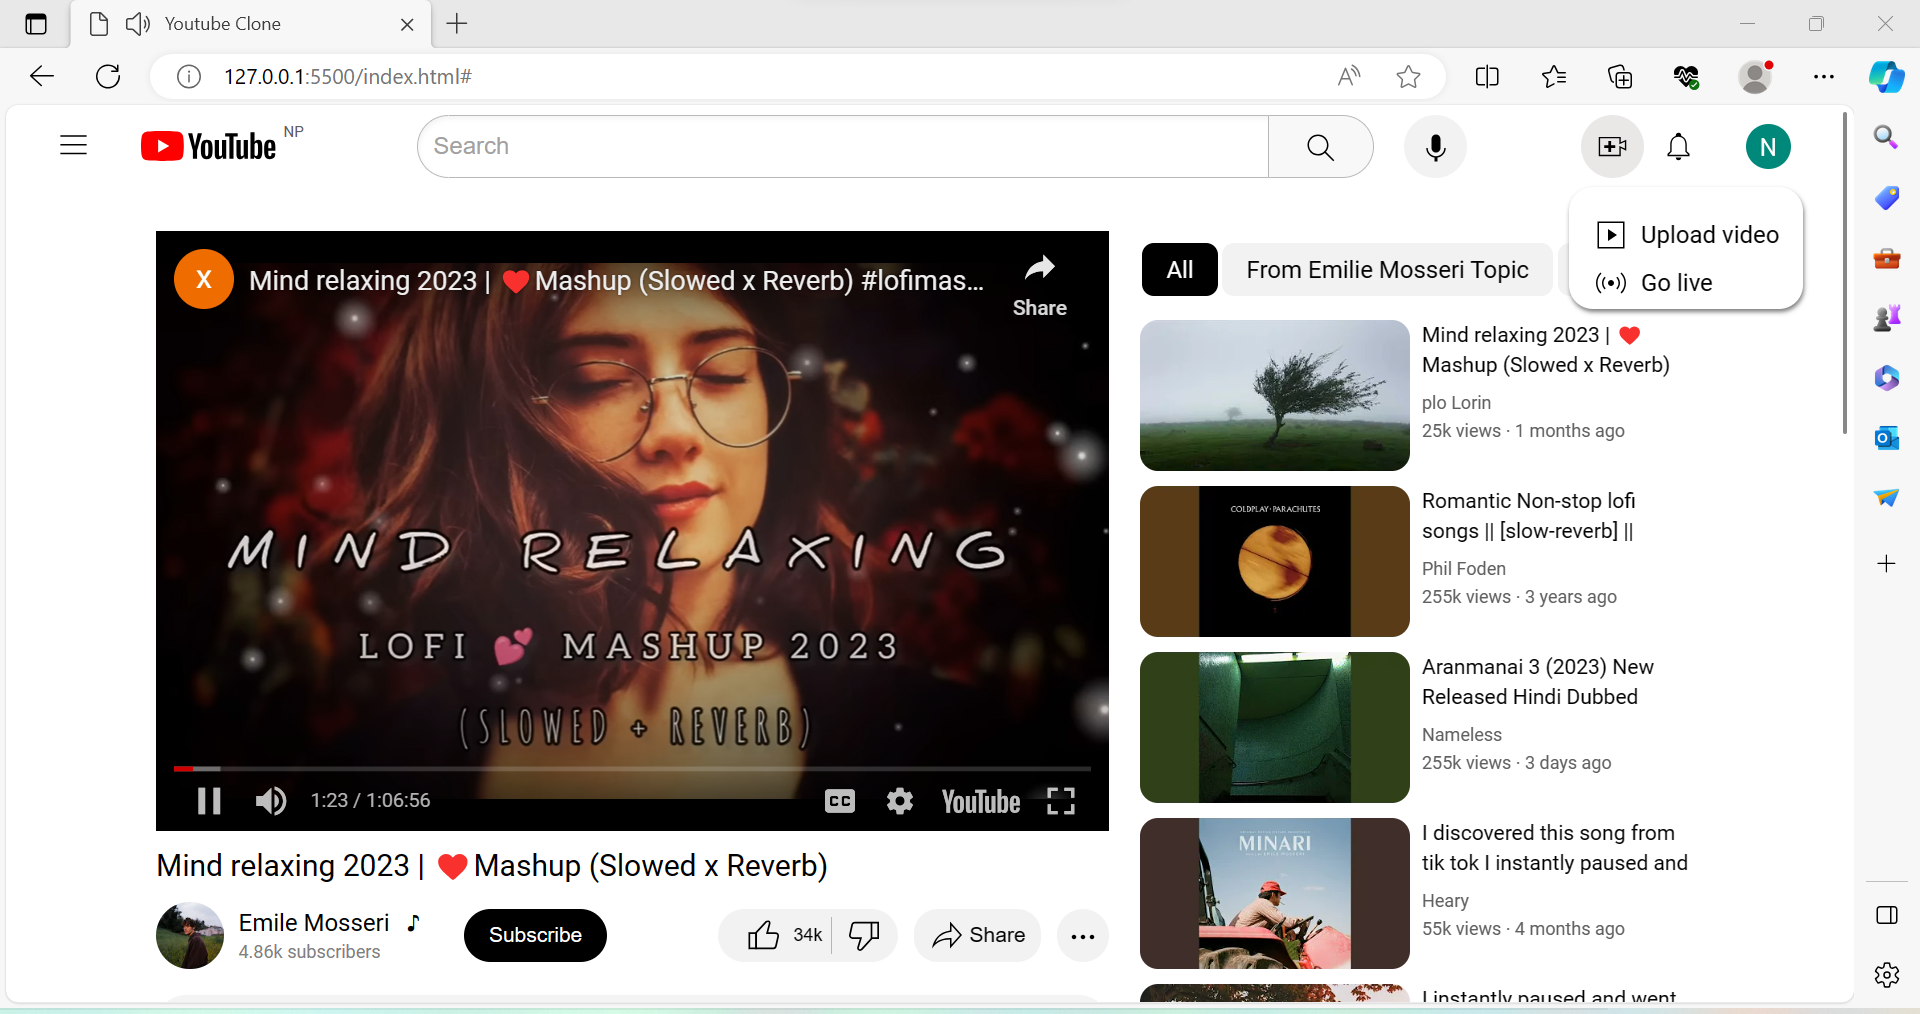 Youtube Clone
127.0.0.1:5500/index.html#
YouTube NP
Search
N
Upload video
Go live
X
Mind relaxing 2023 | ❤️ Mashup (Slowed x Reverb) #lofimas...
Share
MIND RELAXING
LOFI 💕 MASHUP 2023
(SLOWED + REVERB)
1:23 / 1:06:56
CC
YouTube
Mind relaxing 2023 | ❤️ Mashup (Slowed x Reverb)
Emile Mosseri ♪
4.86k subscribers
Subscribe
34k
Share
All
From Emilie Mosseri Topic
Mind relaxing 2023 | ❤️
Mashup (Slowed x Reverb)
plo Lorin
25k views · 1 months ago
COLDPLAY·PARACHUTES
Romantic Non-stop lofi
songs || [slow-reverb] ||
Phil Foden
255k views · 3 years ago
Aranmanai 3 (2023) New
Released Hindi Dubbed
Nameless
255k views · 3 days ago
MINARI
I discovered this song from
tik tok I instantly paused and
Heary
55k views · 4 months ago
I instantly paused and went